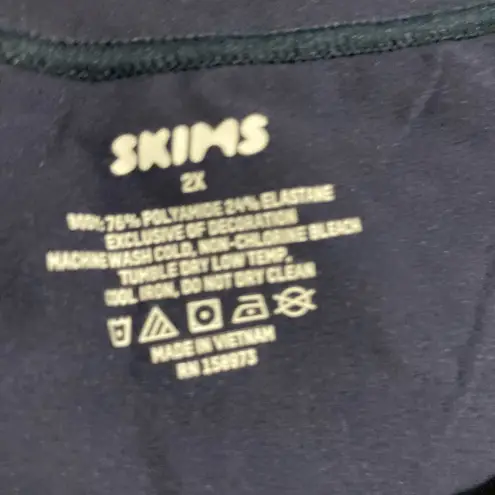 SKIMS
2X
76% POLYAMIDE 24% ELASTANE
EXCLUSIVE OF DECORATION
MACHINE WASH COLD, NON-CHLORINE BLEACH
TUMBLE DRY LOW TEMP,
COOL IRON, DO NOT DRY CLEAN
MADE IN VIETNAM
RN 158973